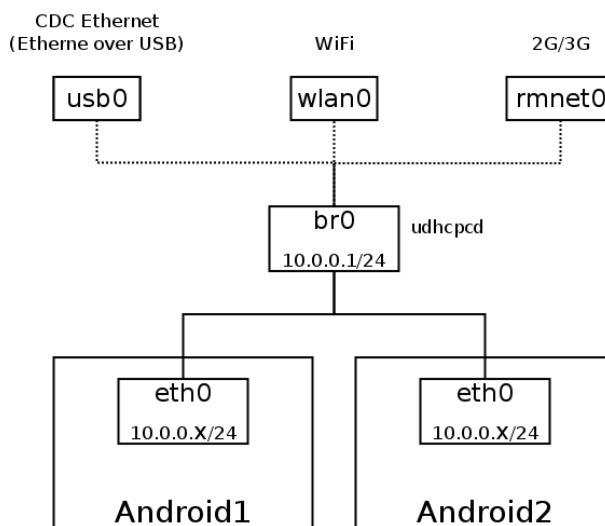 CDC Ethernet
(Etherne over USB)
WiFi
2G/3G
usb0
wlan0
rmnet0
br0
10.0.0.1/24
udhcpcd
eth0
10.0.0.X/24
eth0
10.0.0.X/24
Android1
Android2